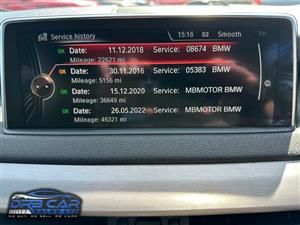 Service history
15:16 Smooth TP
OK Date: 11.12.2018 Service: 08674 BMW
Mileage: 22621 mi
OK Date: 30.11.2016 Service: 05383 BMW
Mileage: 5156 mi
OK Date: 15.12.2020 Service: MBMOTOR BMW
Mileage: 36649 mi
OK Date: 26.05.2022 Service: MBMOTOR BMW
Mileage: 46321 mi
CAR